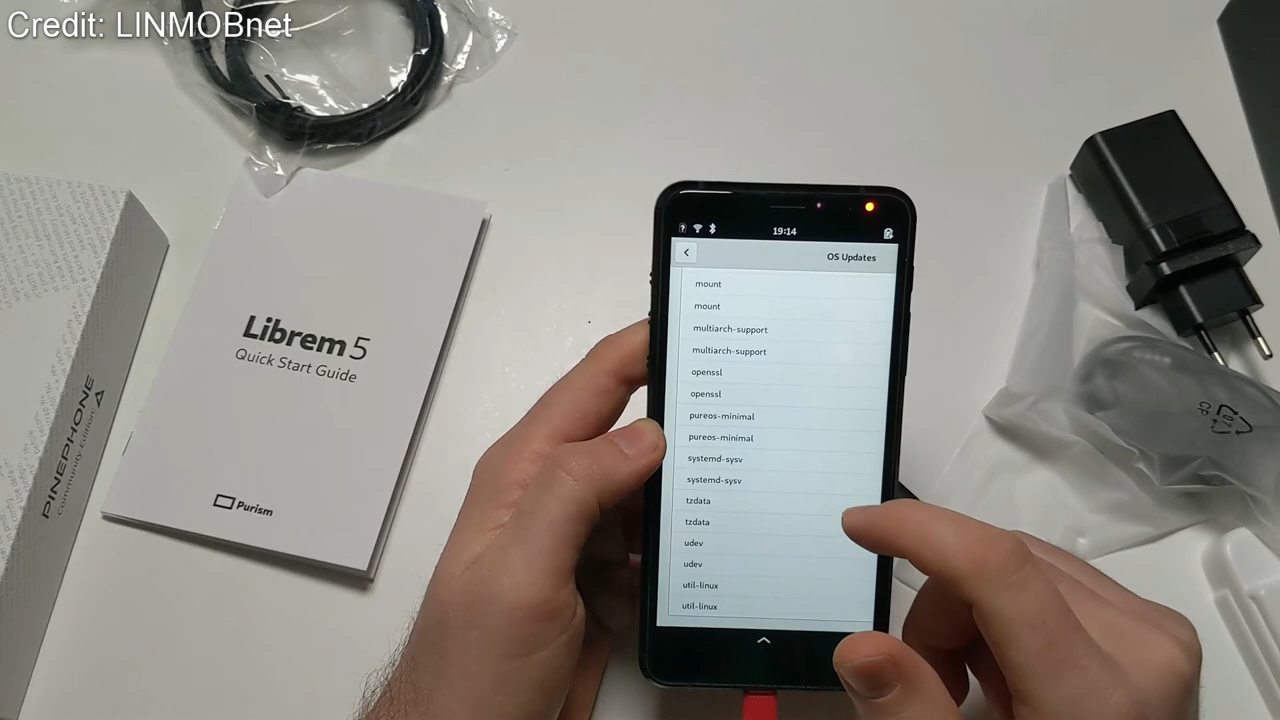 Credit: LINMOBnet
Librem 5
Quick Start Guide
Purism
PINEPHONE
Community Edition:
19:14
OS Updates
mount
mount
multiarch-support
multiarch-support
openssl
openssl
pureos-minimal
pureos-minimal
systemd-sysv
systemd-sysv
tzdata
tzdata
udev
udev
util-linux
util-linux
07